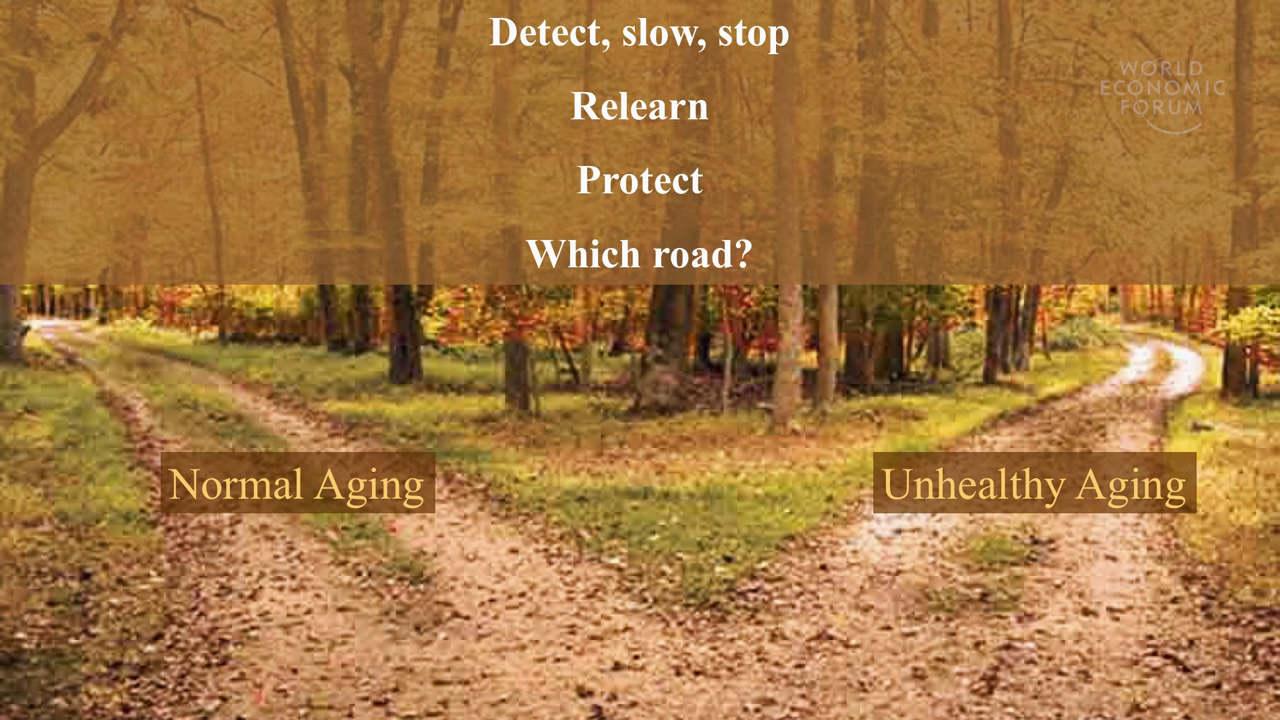 Detect, slow, stop
WORLD
ECONOMIC
FORUM
Relearn
Protect
Which road?
Normal Aging
Unhealthy Aging